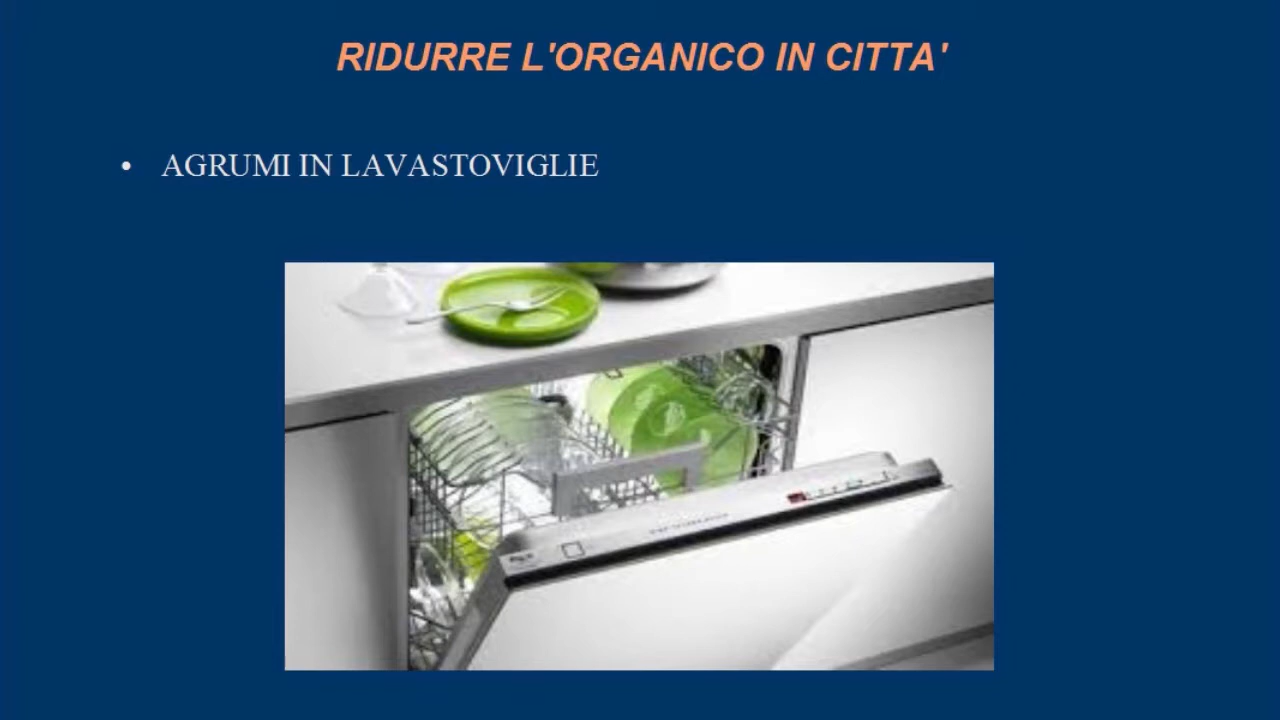 RIDURRE L'ORGANICO IN CITTA'
• AGRUMI IN LAVASTOVIGLIE